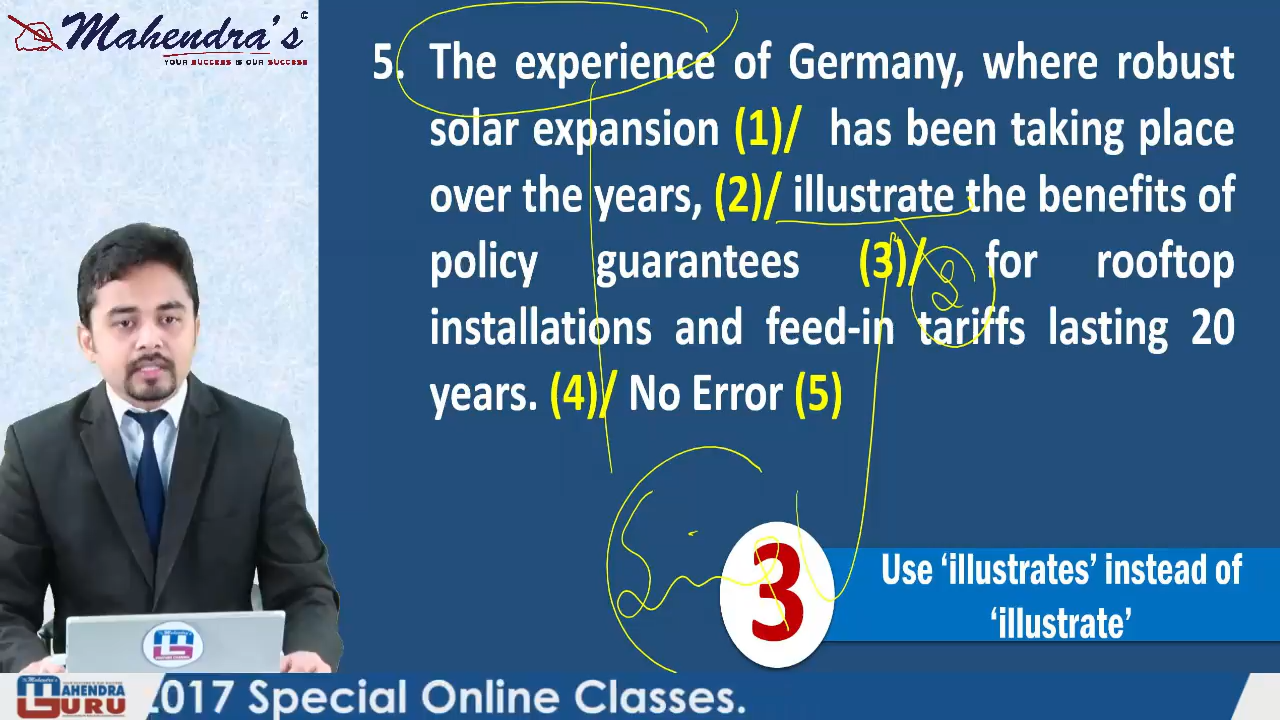 Mahendra's
YOUR SUCCESS IS OUR SUCCESS
5. The experience of Germany, where robust
solar expansion (1)/ has been taking place
over the years, (2)/ illustrate the benefits of
policy guarantees (3)/ for rooftop
installations and feed-in tariffs lasting 20
years. (4)/ No Error (5)
S
3
Use ‘illustrates’ instead of
‘illustrate’
MAHENDRA
GURU
2017 Special Online Classes.